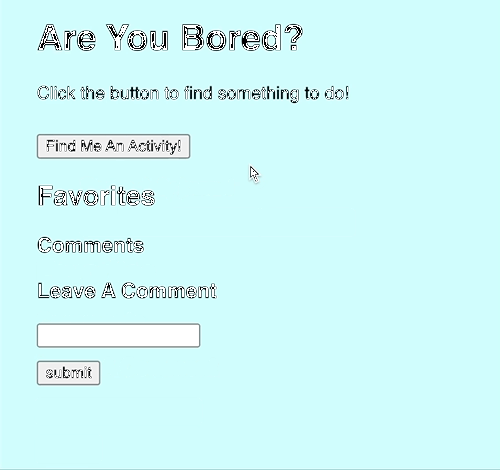 Are You Bored?
Click the button to find something to do!
Find Me An Activity!
Favorites
Comments
Leave A Comment
submit